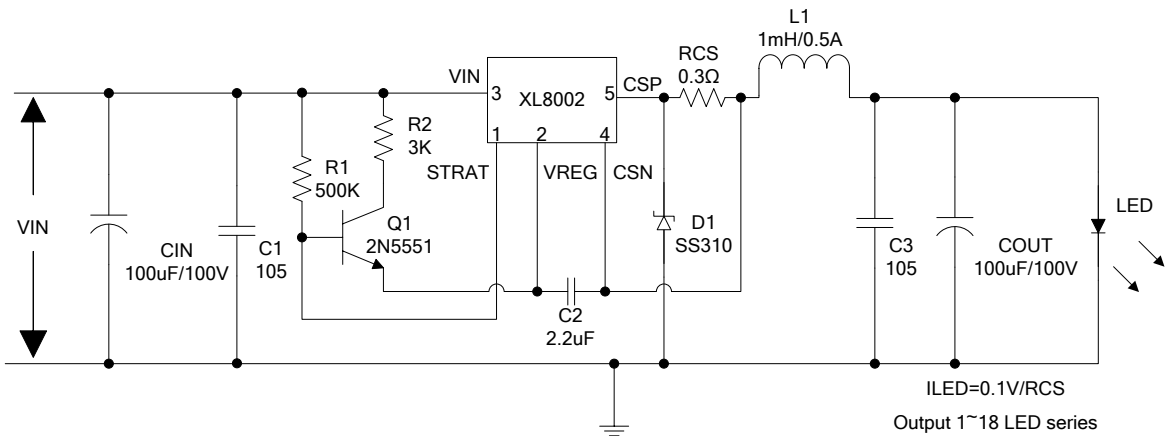 L1
1mH/0.5A
RCS
0.3Ω
VIN
CSP
3
XL8002
5
1
2
4
R2
3K
STRAT
VREG
CSN
R1
500K
Q1
2N5551
VIN
CIN
100uF/100V
C1
105
D1
SS310
LED
C3
105
COUT
100uF/100V
C2
2.2uF
ILED=0.1V/RCS
Output 1~18 LED series